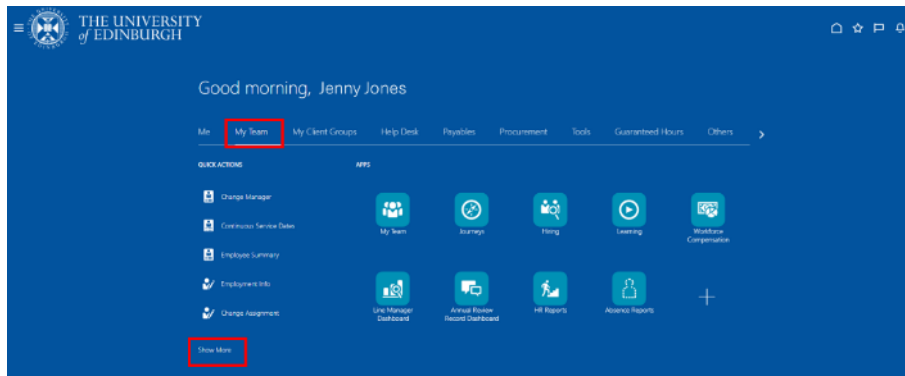 THE UNIVERSITY
of EDINBURGH
Good morning, Jenny Jones
Me My Team My Client Groups Help Desk Payables Procurement Tools Guaranteed Hours Others
QUICK ACTIONS
APPS
Change Manager
Continuous Service Dates
Employee Summary
Employment Info
Change Assignment
Show More
My Team
Journeys
Hiring
Learning
Workforce
Compensation
Line Manager
Dashboard
Annual Review
Record Dashboard
HR Reports
Absence Reports